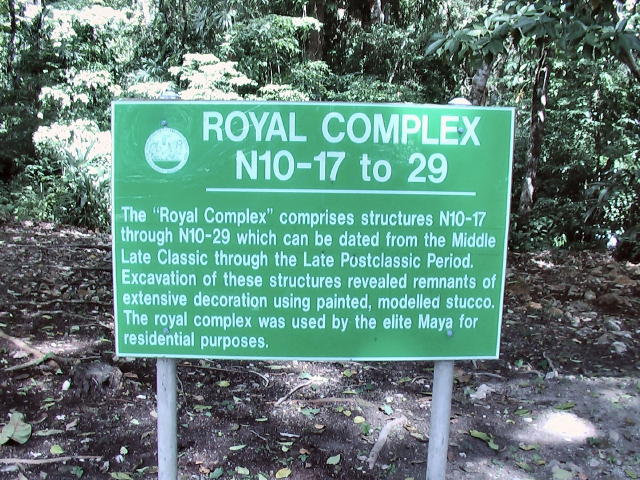 ROYAL COMPLEX
N10-17 to 29
The "Royal Complex" comprises structures N10-17
through N10-29 which can be dated from the Middle
Late Classic through the Late Postclassic Period.
Excavation of these structures revealed remnants of
extensive decoration using painted, modelled stucco.
The royal complex was used by the elite Maya for
residential purposes.